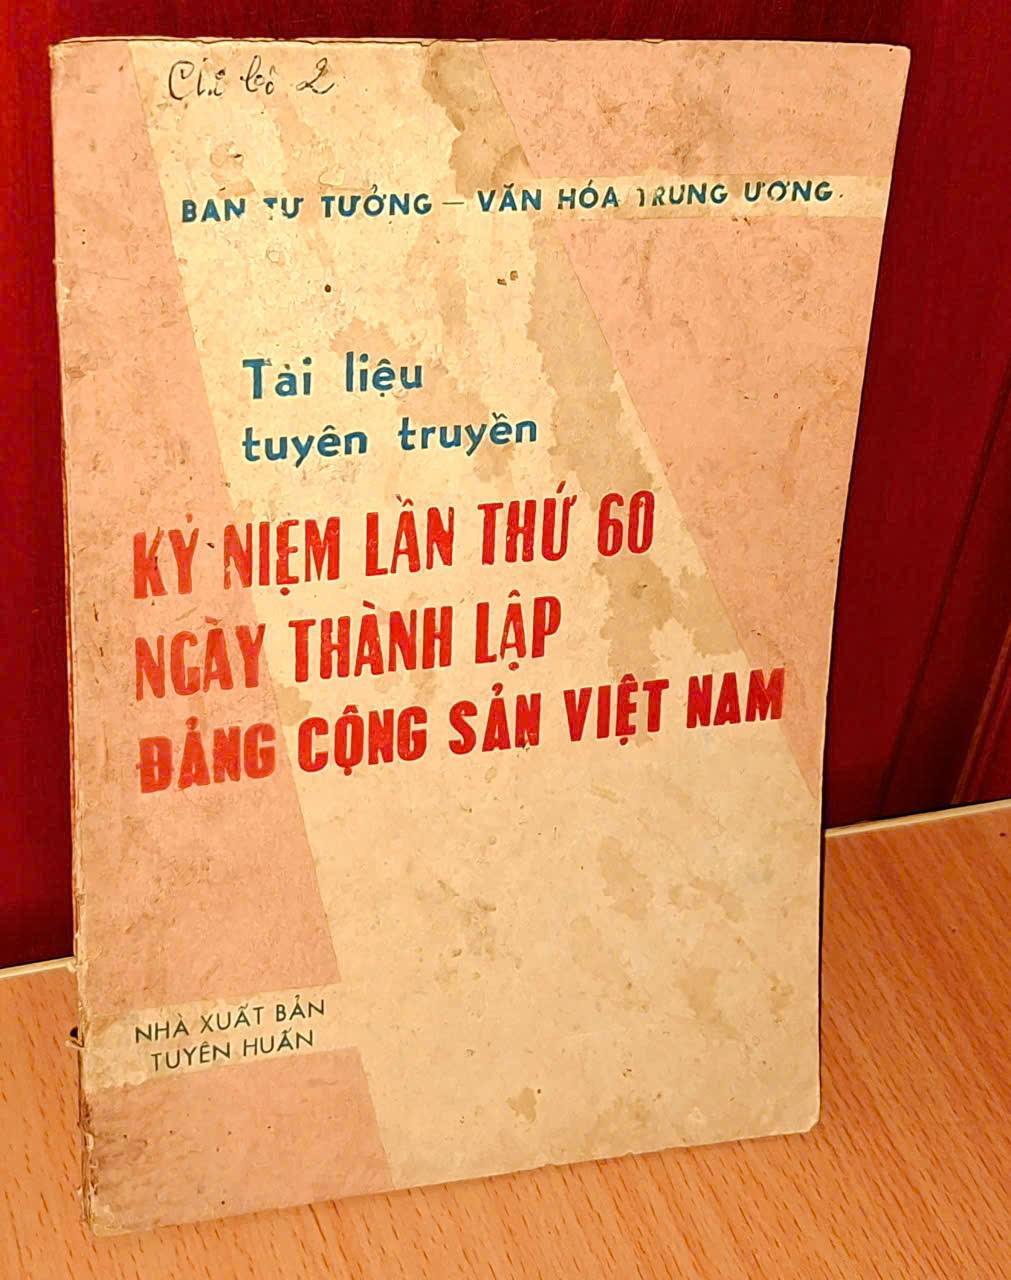 Chi bộ 2
BAN TƯ TƯỞNG — VĂN HÓA TRUNG ƯƠNG
Tài liệu
tuyên truyền
KỶ NIỆM LẦN THỨ 60
NGÀY THÀNH LẬP
ĐẢNG CỘNG SẢN VIỆT NAM
NHÀ XUẤT BẢN
TUYÊN HUẤN